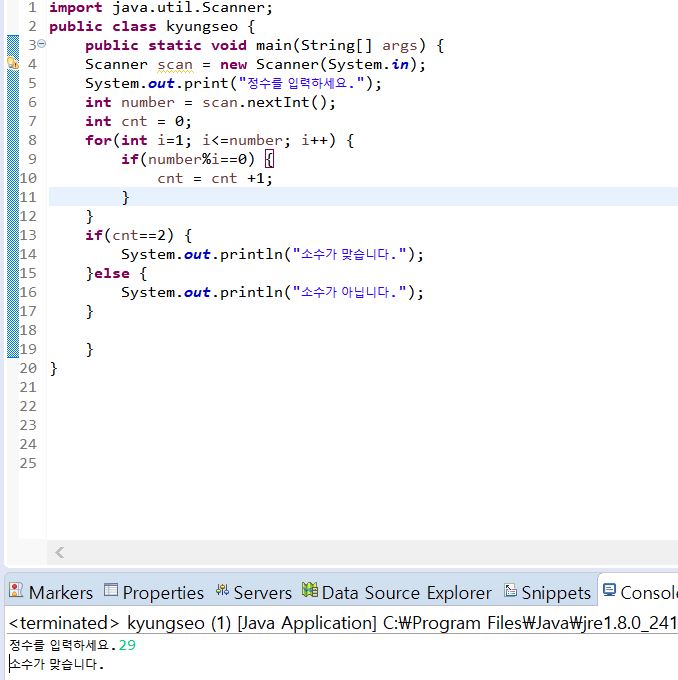 1 import java.util.Scanner;
2 public class kyungseo {
3 public static void main(String[] args) {
4 Scanner scan = new Scanner(System.in);
5 System.out.print("정수를 입력하세요.");
6 int number = scan.nextInt();
7 int cnt = 0;
8 for(int i=1; i<=number; i++) {
9 if(number%i==0) {
10 cnt = cnt +1;
11 }
12 }
13 if(cnt==2) {
14 System.out.println("소수가 맞습니다.");
15 }else {
16 System.out.println("소수가 아닙니다.");
17 }
18
19 }
20 }
21
22
23
24
25
Markers Properties Servers Data Source Explorer Snippets Consol
<terminated> kyungseo (1) [Java Application] C:₩Program Files₩Java₩jre1.8.0_241
정수를 입력하세요.29
소수가 맞습니다.